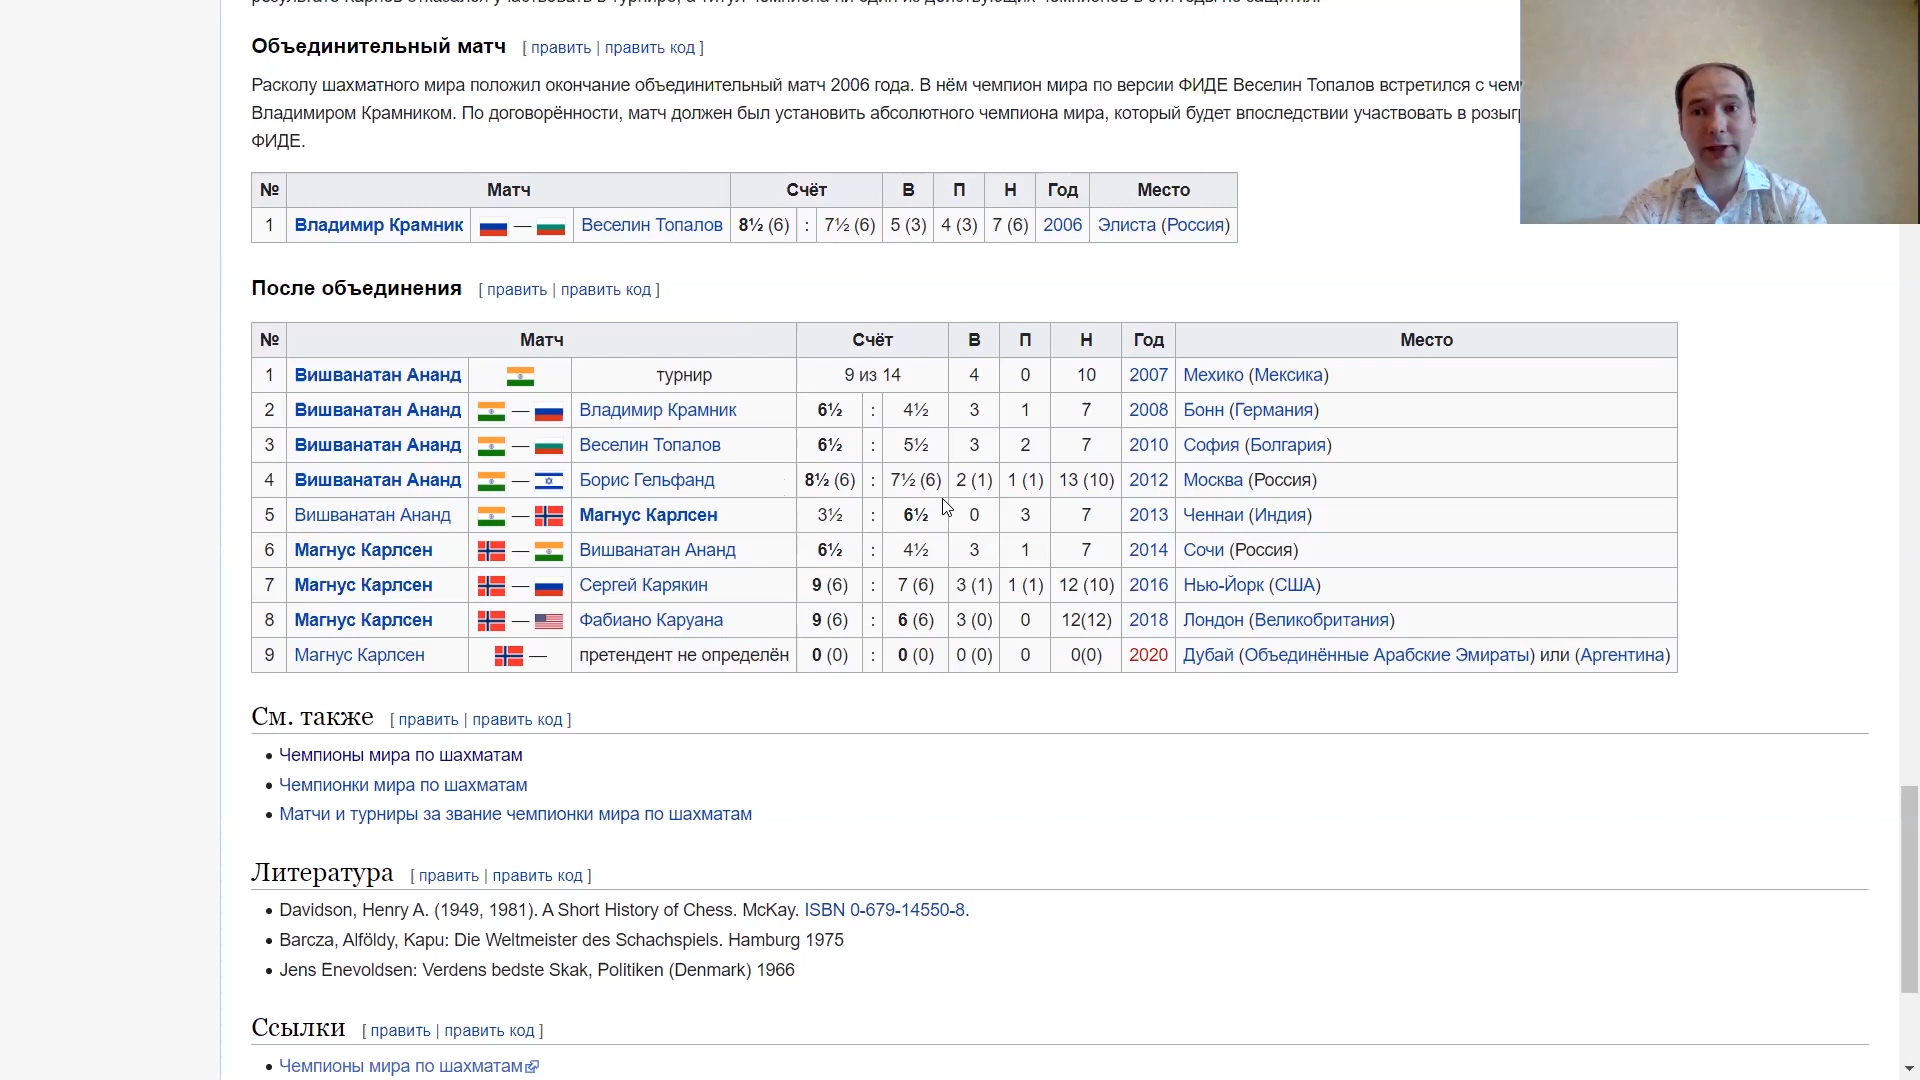 Объединительный матч [ править | править код ]
Расколу шахматного мира положил окончание объединительный матч 2006 года. В нём чемпион мира по версии ФИДЕ Веселин Топалов встретился с
Владимиром Крамником. По договорённости, матч должен был установить абсолютного чемпиона мира, который будет впоследствии участвовать в
ФИДЕ.
№ Матч Счёт В П Н Год Место
1 Владимир Крамник — Веселин Топалов 8½ (6) : 7½ (6) 5 (3) 4 (3) 7 (6) 2006 Элиста (Россия)
После объединения [ править | править код ]
№ Матч Счёт В П Н Год Место
1 Вишванатан Ананд турнир 9 из 14 4 0 10 2007 Мехико (Мексика)
2 Вишванатан Ананд — Владимир Крамник 6½ : 4½ 3 1 7 2008 Бонн (Германия)
3 Вишванатан Ананд — Веселин Топалов 6½ : 5½ 3 2 7 2010 София (Болгария)
4 Вишванатан Ананд — Борис Гельфанд 8½ (6) : 7½ (6) 2 (1) 1 (1) 13 (10) 2012 Москва (Россия)
5 Вишванатан Ананд — Магнус Карлсен 3½ : 6½ 0 3 7 2013 Ченнаи (Индия)
6 Магнус Карлсен — Вишванатан Ананд 6½ : 4½ 3 1 7 2014 Сочи (Россия)
7 Магнус Карлсен — Сергей Карякин 9 (6) : 7 (6) 3 (1) 1 (1) 12 (10) 2016 Нью-Йорк (США)
8 Магнус Карлсен — Фабиано Каруана 9 (6) : 6 (6) 3 (0) 0 12(12) 2018 Лондон (Великобритания)
9 Магнус Карлсен — претендент не определён 0 (0) : 0 (0) 0 (0) 0 0(0) 2020 Дубай (Объединённые Арабские Эмираты) или (Аргентина)
См. также [ править | править код ]
• Чемпионы мира по шахматам
• Чемпионки мира по шахматам
• Матчи и турниры за звание чемпионки мира по шахматам
Литература [ править | править код ]
• Davidson, Henry A. (1949, 1981). A Short History of Chess. McKay. ISBN 0-679-14550-8.
• Barcza, Alföldy, Kapu: Die Weltmeister des Schachspiels. Hamburg 1975
• Jens Enevoldsen: Verdens bedste Skak, Politiken (Denmark) 1966
Ссылки [ править | править код ]
• Чемпионы мира по шахматам